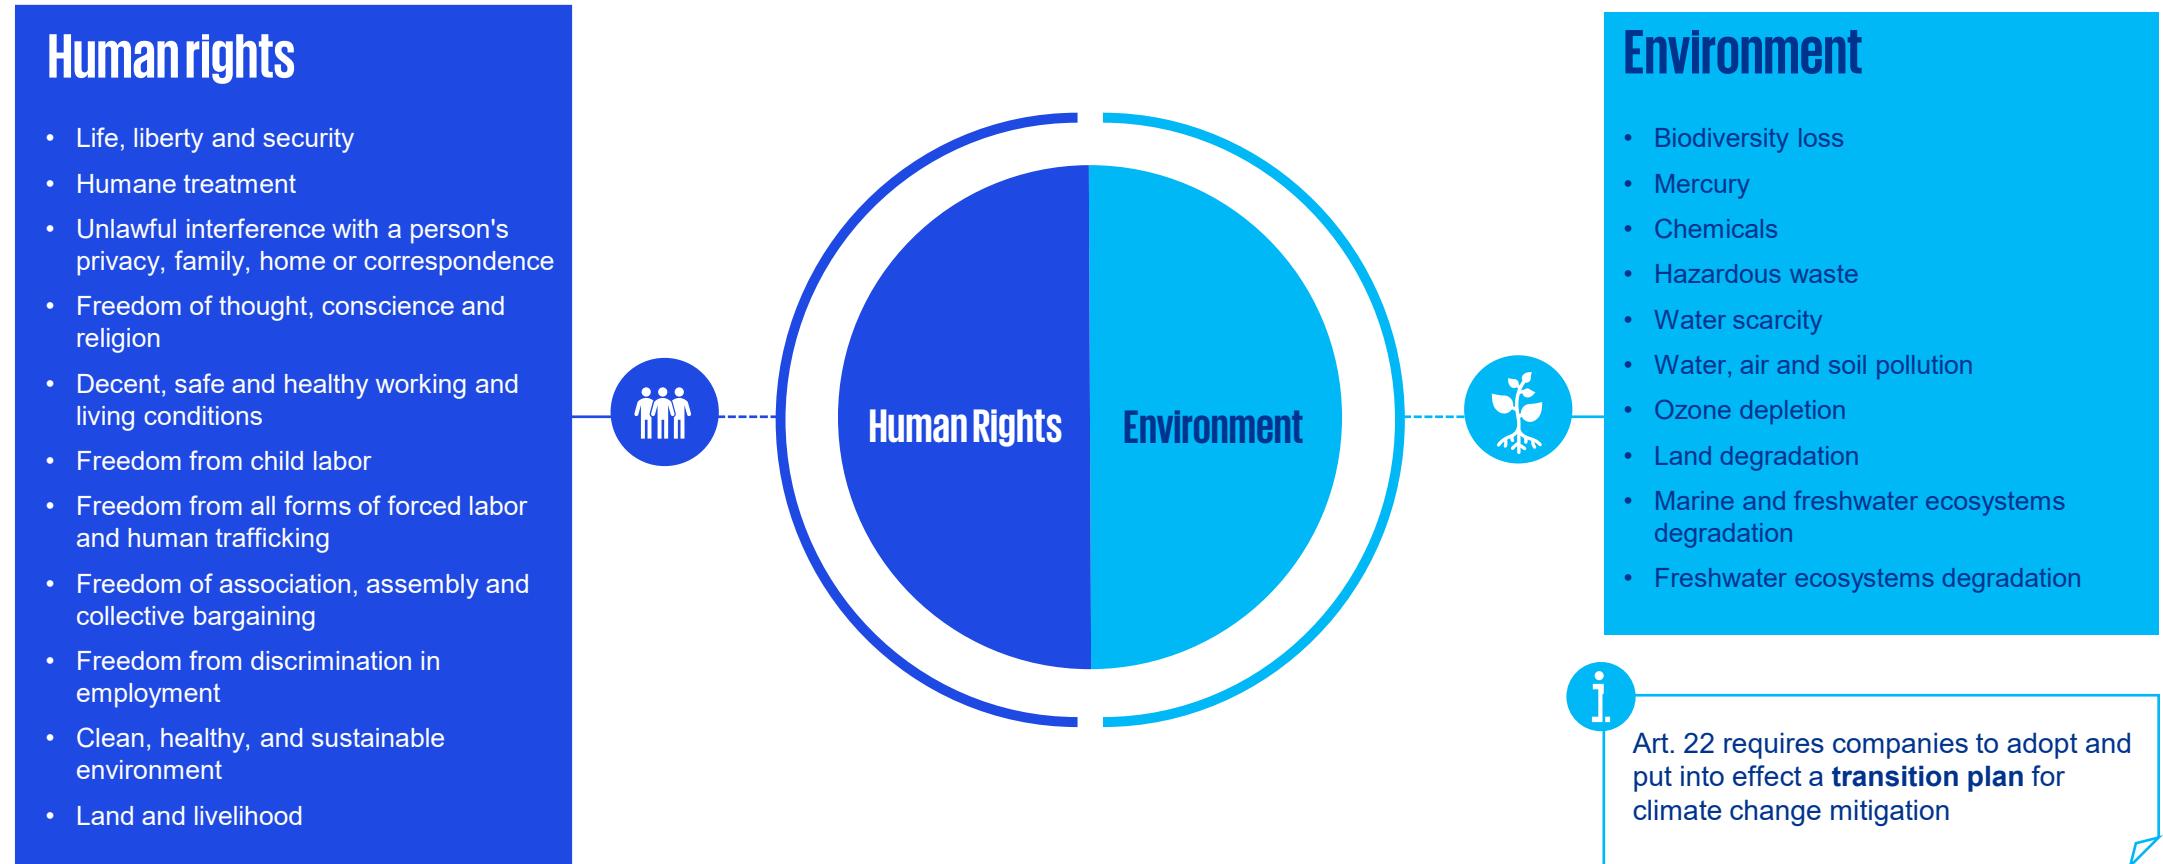 Human rights
• Life, liberty and security
• Humane treatment
• Unlawful interference with a person's
privacy, family, home or correspondence
• Freedom of thought, conscience and
religion
• Decent, safe and healthy working and
living conditions
• Freedom from child labor
• Freedom from all forms of forced labor
and human trafficking
• Freedom of association, assembly and
collective bargaining
• Freedom from discrimination in
employment
• Clean, healthy, and sustainable
environment
• Land and livelihood
Human Rights
Environment
Environment
• Biodiversity loss
• Mercury
• Chemicals
• Hazardous waste
• Water scarcity
• Water, air and soil pollution
• Ozone depletion
• Land degradation
• Marine and freshwater ecosystems
degradation
• Freshwater ecosystems degradation
i
Art. 22 requires companies to adopt and
put into effect a transition plan for
climate change mitigation